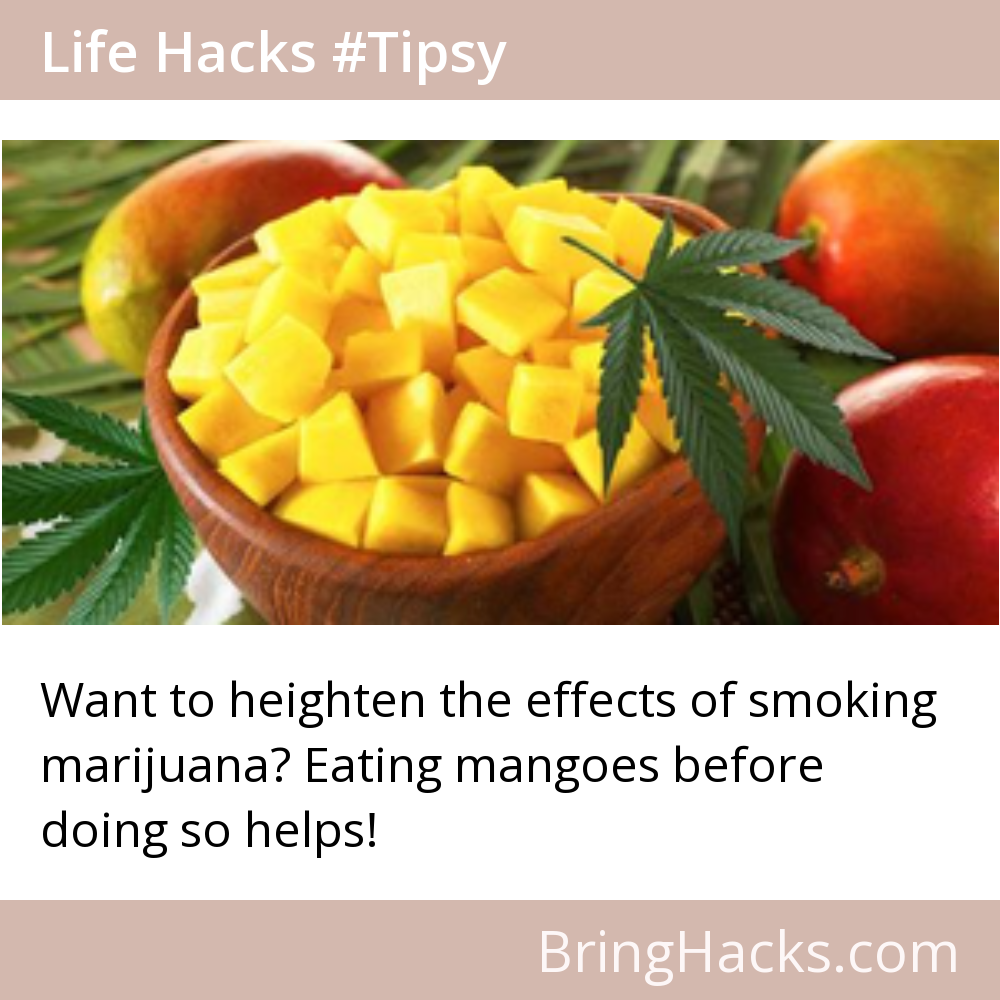 Life Hacks #Tipsy
Want to heighten the effects of smoking
marijuana? Eating mangoes before
doing so helps!
BringHacks.com